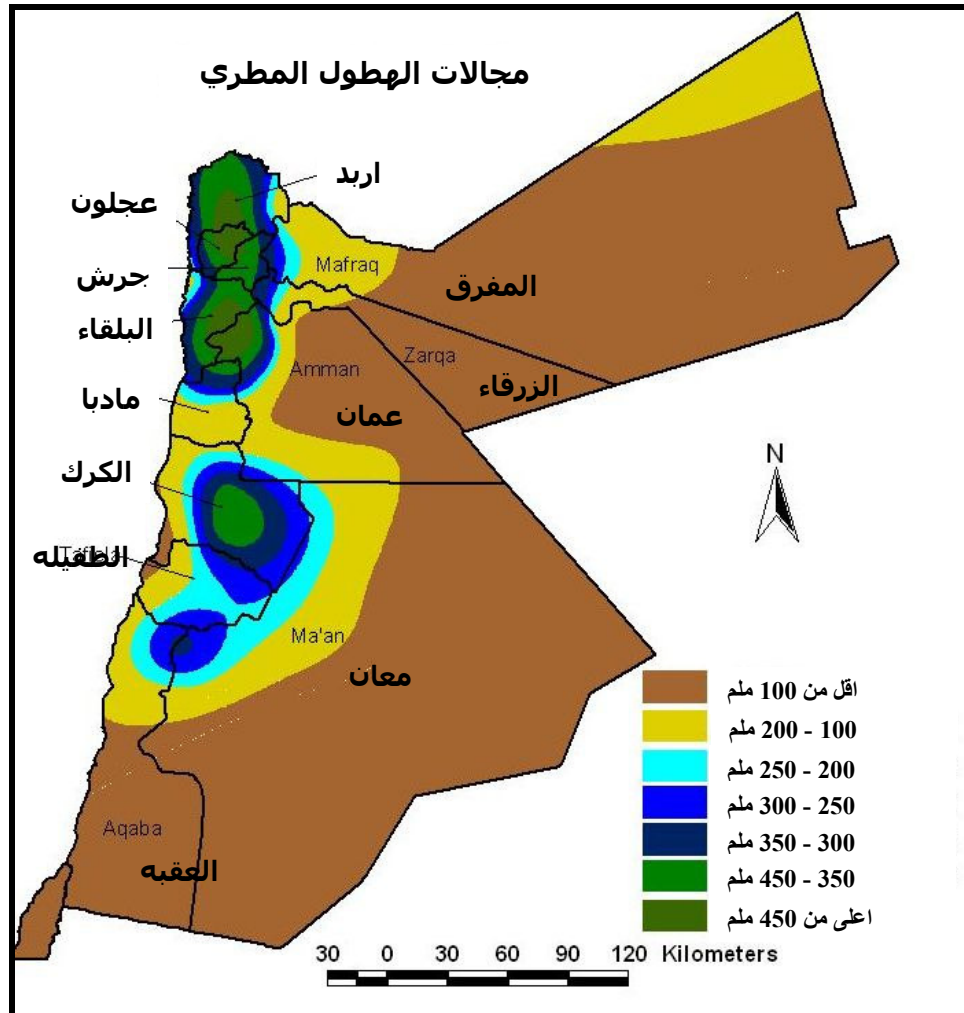 مجالات الهطول المطري
اربد
عجلون
جرش
Mafraq
المفرق
البلقاء
Zarqa
Amman
الزرقاء
مادبا
عمان
الكرك
N
الطفيله
Ma'an
معان
اقل من 100 ملم
100 - 200 ملم
200 - 250 ملم
250 - 300 ملم
300 - 350 ملم
350 - 450 ملم
اعلى من 450 ملم
Aqaba
العقبه
30 0 30 60 90 120 Kilometers